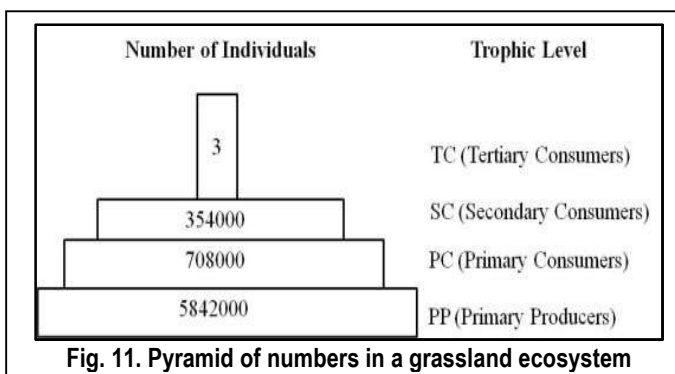 Number of Individuals Trophic Level
3
TC (Tertiary Consumers)
354000 SC (Secondary Consumers)
708000 PC (Primary Consumers)
5842000 PP (Primary Producers)
Fig. 11. Pyramid of numbers in a grassland ecosystem